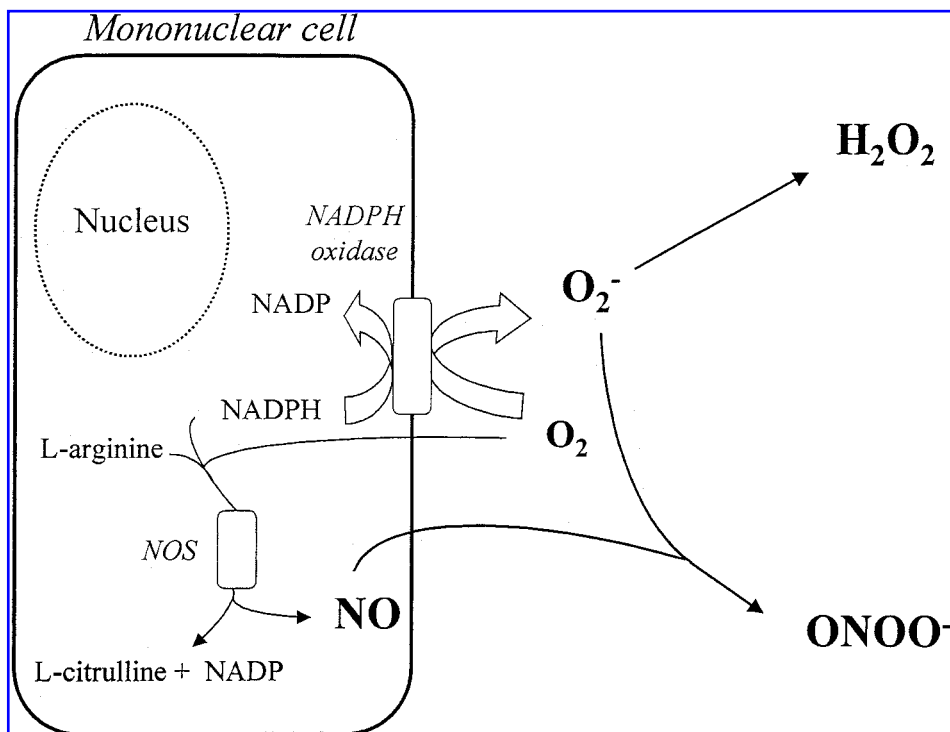 Mononuclear cell
H₂O₂
Nucleus
NADPH
oxidase
NADP
O₂⁻
NADPH
O₂
L-arginine
NOS
NO
ONOO⁻
L-citrulline + NADP